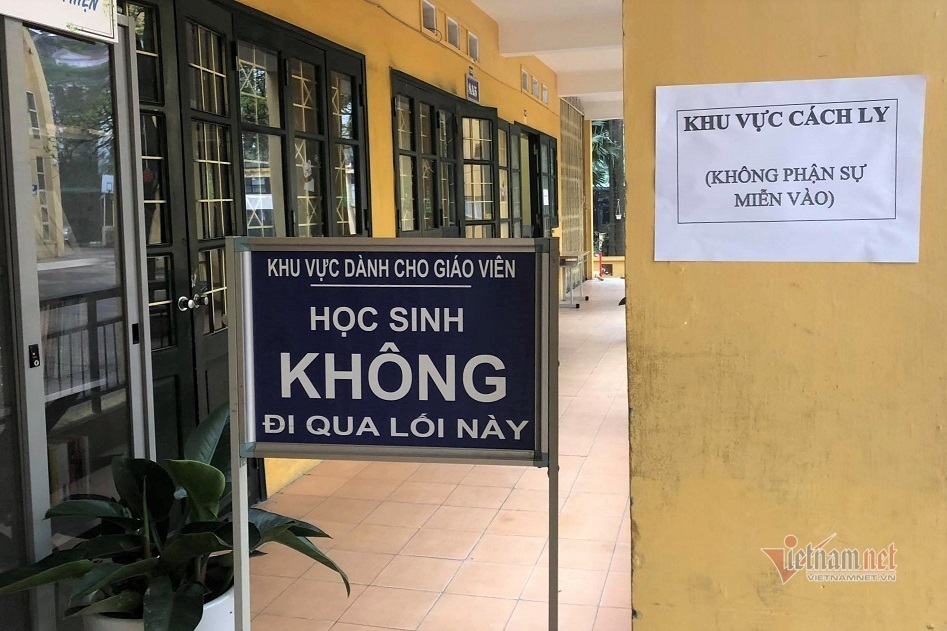 HIỆN
KHU VỰC DÀNH CHO GIÁO VIÊN
HỌC SINH
KHÔNG
ĐI QUA LỐI NÀY
KHU VỰC CÁCH LY
(KHÔNG PHẬN SỰ
MIỄN VÀO)
vietnamnet
VIETNAMNET.VN